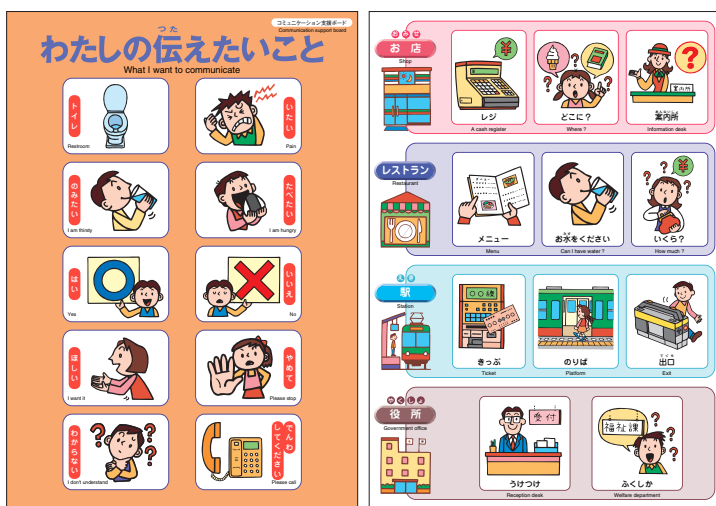 コミュニケーション支援ボード
Communication support board
つた
わたしの伝えたいこと
What I want to communicate
トイレ
Restroom
いたい
Pain
のみたい
I am thirsty
たべたい
I am hungry
はい
Yes
いいえ
No
ほしい
I want it
やめて
Please stop
わからない
I don't understand
でんわ
してください
Please call
おみせ
お店
Shop
¥
レジ
A cash register
どこに?
Where ?
案内所
あんないじょ
案内所
Information desk
レストラン
Restaurant
メニュー
Menu
みず
お水をください
Can I have water ?
¥
いくら?
How much ?
えき
駅
Station
○○線
きっぷ
Ticket
のりば
Platform
でぐち
出口
Exit
やくしょ
役所
Government office
受付
うけつけ
Reception desk
福祉課
ふくしか
Welfare department